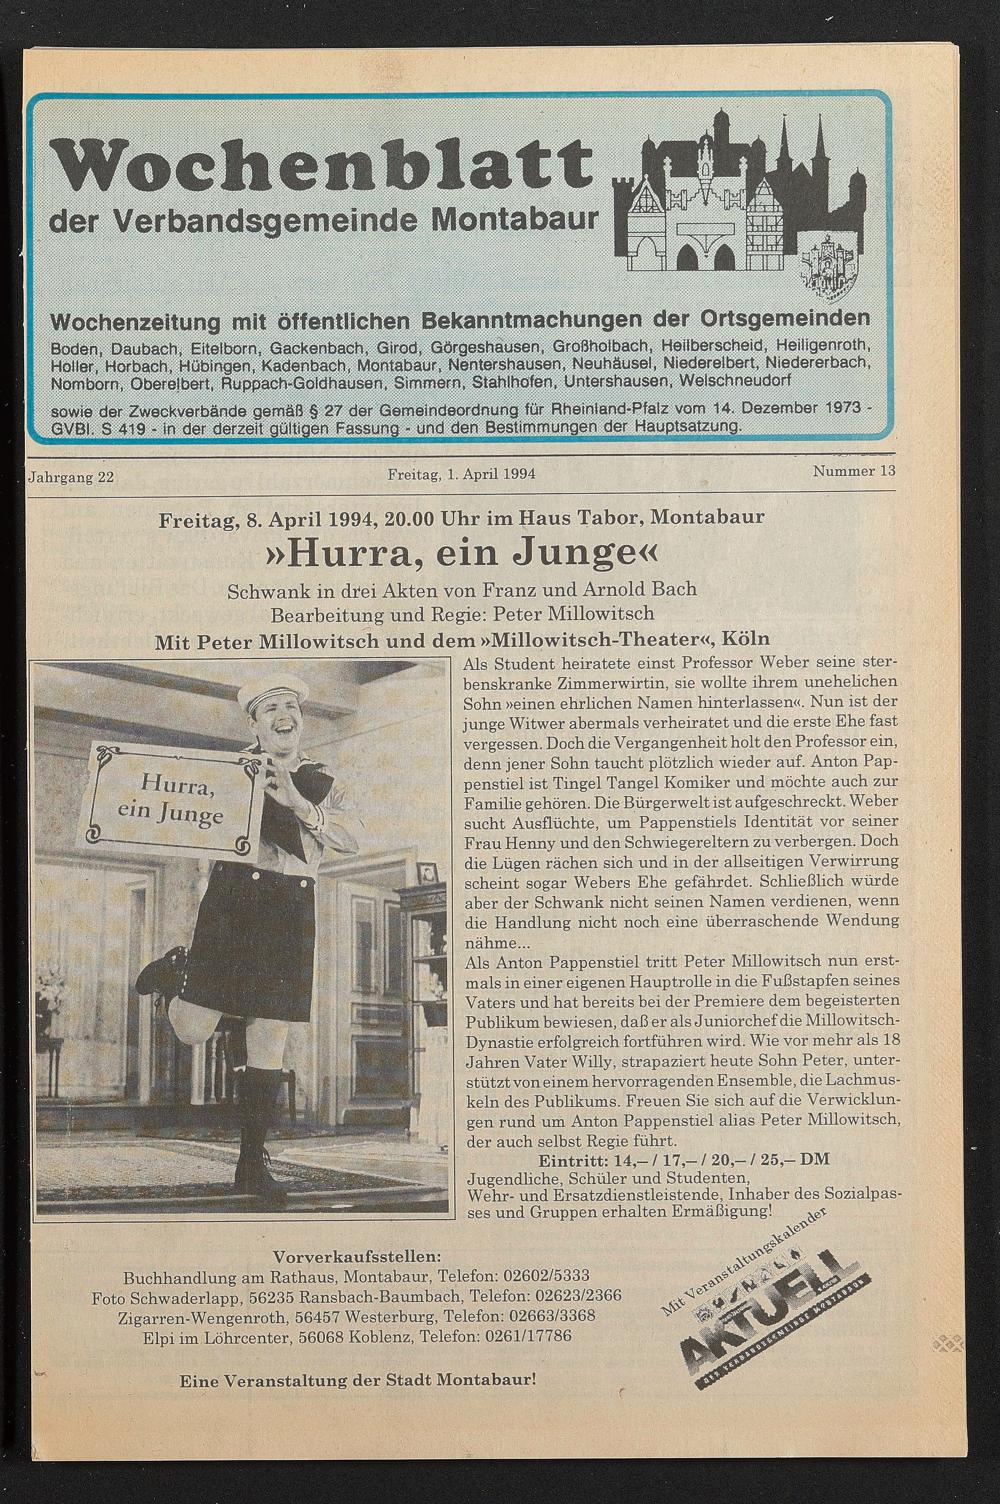 Wochenblatt
der Verbandsgemeinde Montabaur
Wochenzeitung mit öffentlichen Bekanntmachungen der Ortsgemeinden
Boden, Daubach, Eitelborn, Gackenbach, Girod, Görgeshausen, Großholbach, Heilberscheid, Heiligenroth,
Holler, Horbach, Hübingen, Kadenbach, Montabaur, Nentershausen, Neuhäusel, Niederelbert, Niedererbach,
Nomborn, Oberelbert, Ruppach-Goldhausen, Simmern, Stahlhofen, Untershausen, Welschneudorf
sowie der Zweckverbände gemäß § 27 der Gemeindeordnung für Rheinland-Pfalz vom 14. Dezember 1973 -
GVBl. S 419 - in der derzeit gültigen Fassung - und den Bestimmungen der Hauptsatzung.
Jahrgang 22 Freitag, 1. April 1994 Nummer 13
Freitag, 8. April 1994, 20.00 Uhr im Haus Tabor, Montabaur
»Hurra, ein Junge«
Schwank in drei Akten von Franz und Arnold Bach
Bearbeitung und Regie: Peter Millowitsch
Mit Peter Millowitsch und dem »Millowitsch-Theater«, Köln
Hurra,
ein Junge
Als Student heiratete einst Professor Weber seine ster-
benskranke Zimmerwirtin, sie wollte ihrem unehelichen
Sohn »einen ehrlichen Namen hinterlassen«. Nun ist der
junge Witwer abermals verheiratet und die erste Ehe fast
vergessen. Doch die Vergangenheit holt den Professor ein,
denn jener Sohn taucht plötzlich wieder auf. Anton Pap-
penstiel ist Tingel Tangel Komiker und möchte auch zur
Familie gehören. Die Bürgerwelt ist aufgeschreckt. Weber
sucht Ausflüchte, um Pappenstiels Identität vor seiner
Frau Henny und den Schwiegereltern zu verbergen. Doch
die Lügen rächen sich und in der allseitigen Verwirrung
scheint sogar Webers Ehe gefährdet. Schließlich würde
aber der Schwank nicht seinen Namen verdienen, wenn
die Handlung nicht noch eine überraschende Wendung
nähme...
Als Anton Pappenstiel tritt Peter Millowitsch nun erst-
mals in einer eigenen Hauptrolle in die Fußstapfen seines
Vaters und hat bereits bei der Premiere dem begeisterten
Publikum bewiesen, daß er als Juniorchef die Millowitsch-
Dynastie erfolgreich fortführen wird. Wie vor mehr als 18
Jahren Vater Willy, strapaziert heute Sohn Peter, unter-
stützt von einem hervorragenden Ensemble, die Lachmus-
keln des Publikums. Freuen Sie sich auf die Verwicklun-
gen rund um Anton Pappenstiel alias Peter Millowitsch,
der auch selbst Regie führt.
Eintritt: 14,– / 17,– / 20,– / 25,– DM
Jugendliche, Schüler und Studenten,
Wehr- und Ersatzdienstleistende, Inhaber des Sozialpas-
ses und Gruppen erhalten Ermäßigung!
Vorverkaufsstellen:
Buchhandlung am Rathaus, Montabaur, Telefon: 02602/5333
Foto Schwaderlapp, 56235 Ransbach-Baumbach, Telefon: 02623/2366
Zigarren-Wengenroth, 56457 Westerburg, Telefon: 02663/3368
Elpi im Löhrcenter, 56068 Koblenz, Telefon: 0261/17786
Eine Veranstaltung der Stadt Montabaur!
Mit Veranstaltungskalender
AKTUELL
DER VERBANDSGEMEINDE MONTABAUR